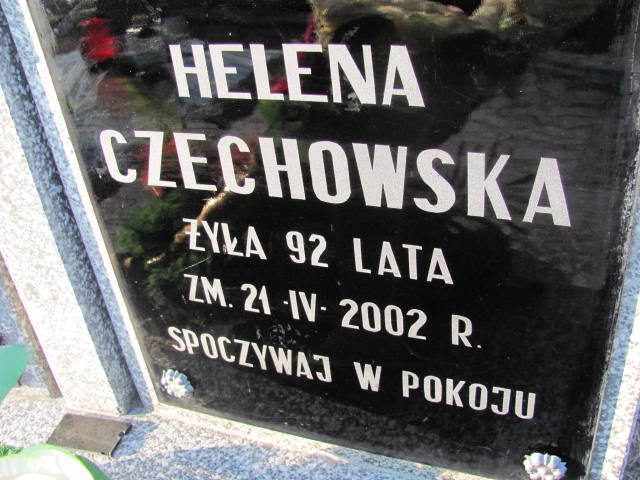 HELENA
CZECHOWSKA
ŻYŁA 92 LATA
ZM. 21 -IV- 2002 R.
SPOCZYWAJ W POKOJU